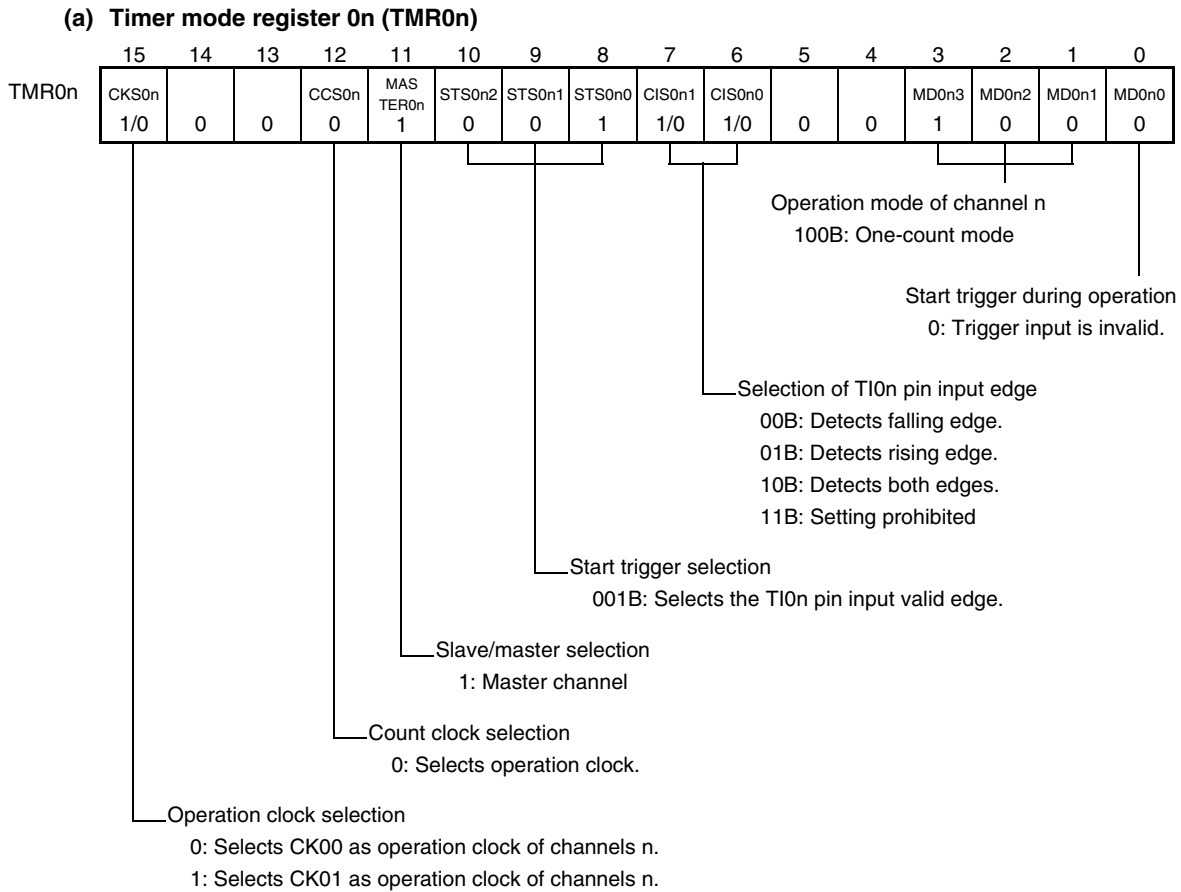 (a) Timer mode register 0n (TMR0n)
15 14 13 12 11 10 9 8 7 6 5 4 3 2 1 0
TMR0n CKS0n CCS0n MAS TER0n STS0n2 STS0n1 STS0n0 CIS0n1 CIS0n0 MD0n3 MD0n2 MD0n1 MD0n0
1/0 0 0 0 1 0 0 1 1/0 1/0 0 0 1 0 0 0
Operation mode of channel n
100B: One-count mode
Start trigger during operation
0: Trigger input is invalid.
Selection of TI0n pin input edge
00B: Detects falling edge.
01B: Detects rising edge.
10B: Detects both edges.
11B: Setting prohibited
Start trigger selection
001B: Selects the TI0n pin input valid edge.
Slave/master selection
1: Master channel
Count clock selection
0: Selects operation clock.
Operation clock selection
0: Selects CK00 as operation clock of channels n.
1: Selects CK01 as operation clock of channels n.